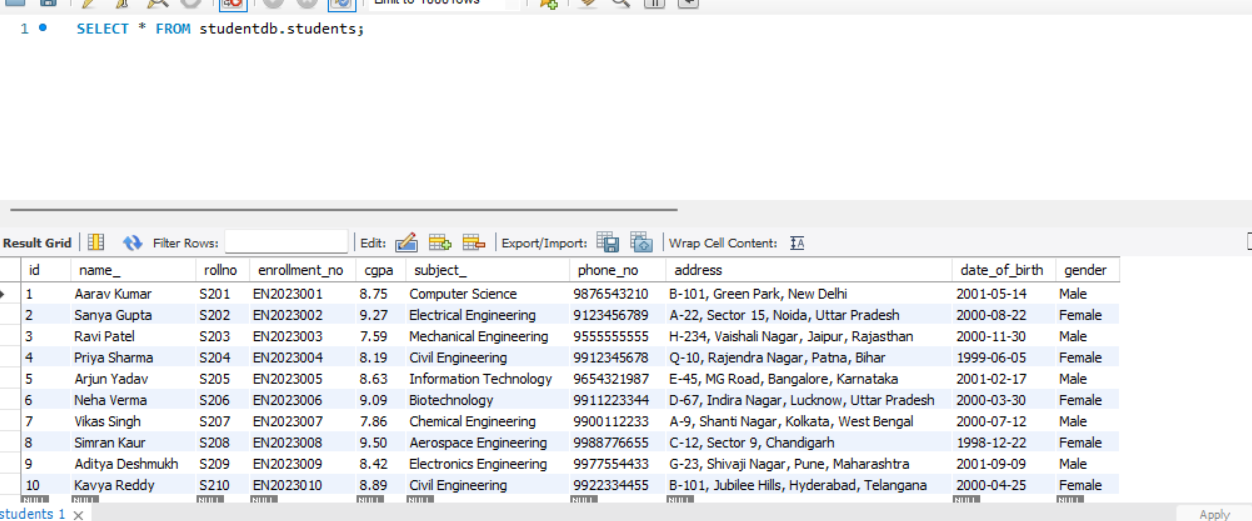 Limit to 1000 rows
1 SELECT * FROM studentdb.students;
Result Grid Filter Rows: Edit: Export/Import: Wrap Cell Content:
id name_ rollno enrollment_no cgpa subject_ phone_no address date_of_birth gender
1 Aarav Kumar S201 EN2023001 8.75 Computer Science 9876543210 B-101, Green Park, New Delhi 2001-05-14 Male
2 Sanya Gupta S202 EN2023002 9.27 Electrical Engineering 9123456789 A-22, Sector 15, Noida, Uttar Pradesh 2000-08-22 Female
3 Ravi Patel S203 EN2023003 7.59 Mechanical Engineering 9555555555 H-234, Vaishali Nagar, Jaipur, Rajasthan 2000-11-30 Male
4 Priya Sharma S204 EN2023004 8.19 Civil Engineering 9912345678 Q-10, Rajendra Nagar, Patna, Bihar 1999-06-05 Female
5 Arjun Yadav S205 EN2023005 8.63 Information Technology 9654321987 E-45, MG Road, Bangalore, Karnataka 2001-02-17 Male
6 Neha Verma S206 EN2023006 9.09 Biotechnology 9911223344 D-67, Indira Nagar, Lucknow, Uttar Pradesh 2000-03-30 Female
7 Vikas Singh S207 EN2023007 7.86 Chemical Engineering 9900112233 A-9, Shanti Nagar, Kolkata, West Bengal 2000-07-12 Male
8 Simran Kaur S208 EN2023008 9.50 Aerospace Engineering 9988776655 C-12, Sector 9, Chandigarh 1998-12-22 Female
9 Aditya Deshmukh S209 EN2023009 8.42 Electronics Engineering 9977554433 G-23, Shivaji Nagar, Pune, Maharashtra 2001-09-09 Male
10 Kavya Reddy S210 EN2023010 8.89 Civil Engineering 9922334455 B-101, Jubilee Hills, Hyderabad, Telangana 2000-04-25 Female
NULL NULL NULL NULL NULL NULL NULL NULL NULL NULL
students 1 Apply